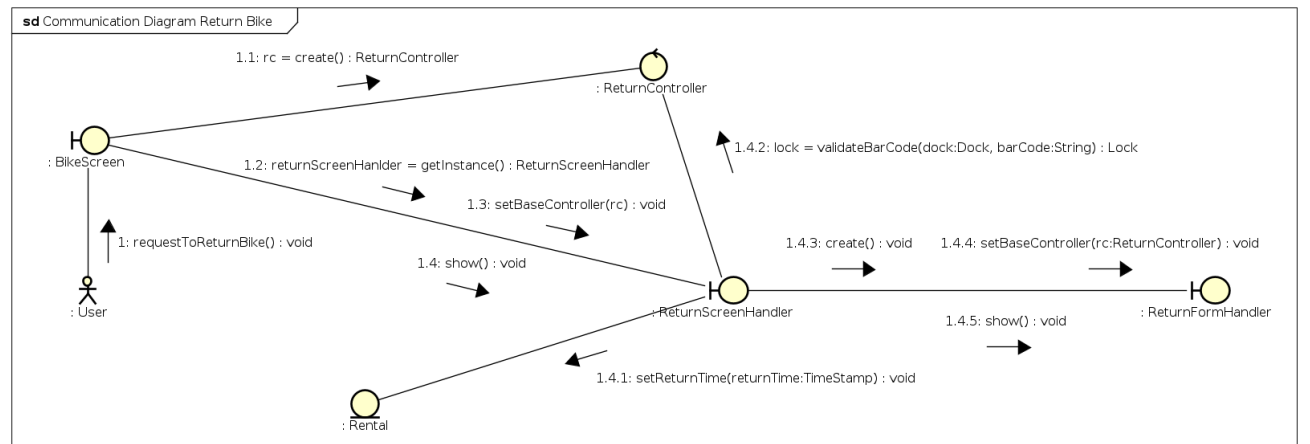 sd Communication Diagram Return Bike
1.1: rc = create() : ReturnController
: ReturnController
: BikeScreen
1.2: returnScreenHanlder = getInstance() : ReturnScreenHandler
1.4.2: lock = validateBarCode(dock:Dock, barCode:String) : Lock
1.3: setBaseController(rc) : void
1: requestToReturnBike() : void
1.4.3: create() : void
1.4.4: setBaseController(rc:ReturnController) : void
1.4: show() : void
: User
: ReturnScreenHandler
: ReturnFormHandler
1.4.5: show() : void
1.4.1: setReturnTime(returnTime:TimeStamp) : void
: Rental